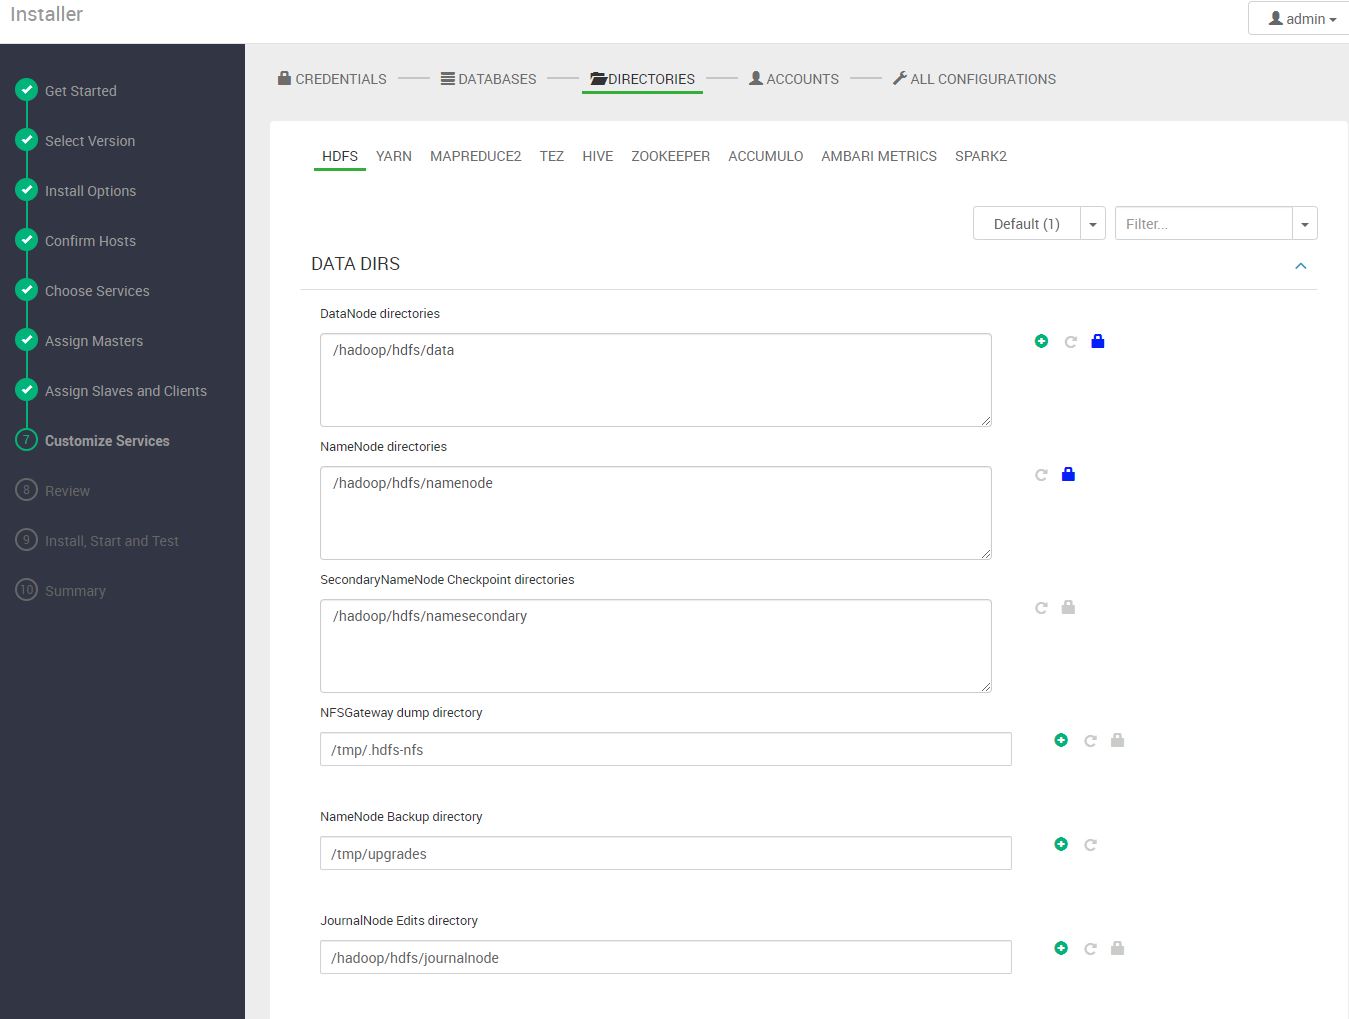 Installer
admin
Get Started
Select Version
Install Options
Confirm Hosts
Choose Services
Assign Masters
Assign Slaves and Clients
7 Customize Services
8 Review
9 Install, Start and Test
10 Summary
CREDENTIALS DATABASES DIRECTORIES ACCOUNTS ALL CONFIGURATIONS
HDFS YARN MAPREDUCE2 TEZ HIVE ZOOKEEPER ACCUMULO AMBARI METRICS SPARK2
Default (1) Filter...
DATA DIRS
DataNode directories
/hadoop/hdfs/data
NameNode directories
/hadoop/hdfs/namenode
SecondaryNameNode Checkpoint directories
/hadoop/hdfs/namesecondary
NFSGateway dump directory
/tmp/.hdfs-nfs
NameNode Backup directory
/tmp/upgrades
JournalNode Edits directory
/hadoop/hdfs/journalnode